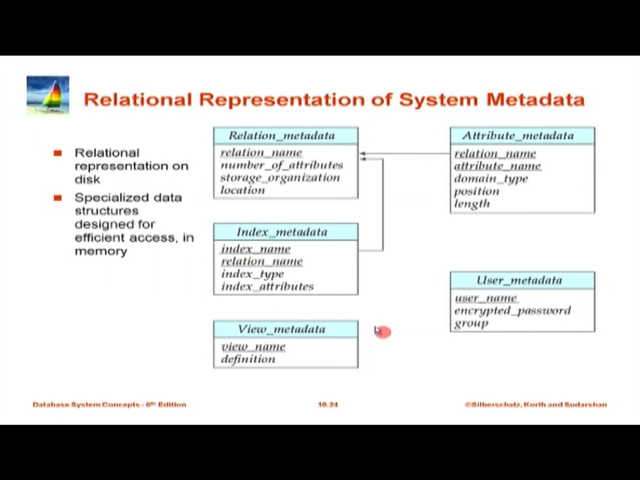 Relational Representation of System Metadata
Relational
representation on
disk
Specialized data
structures
designed for
efficient access, in
memory
Relation_metadata
relation_name
number_of_attributes
storage_organization
location
Index_metadata
index_name
relation_name
index_type
index_attributes
View_metadata
view_name
definition
Attribute_metadata
relation_name
attribute_name
domain_type
position
length
User_metadata
user_name
encrypted_password
group
Database System Concepts - 6th Edition
10.24
©Silberschatz, Korth and Sudarshan